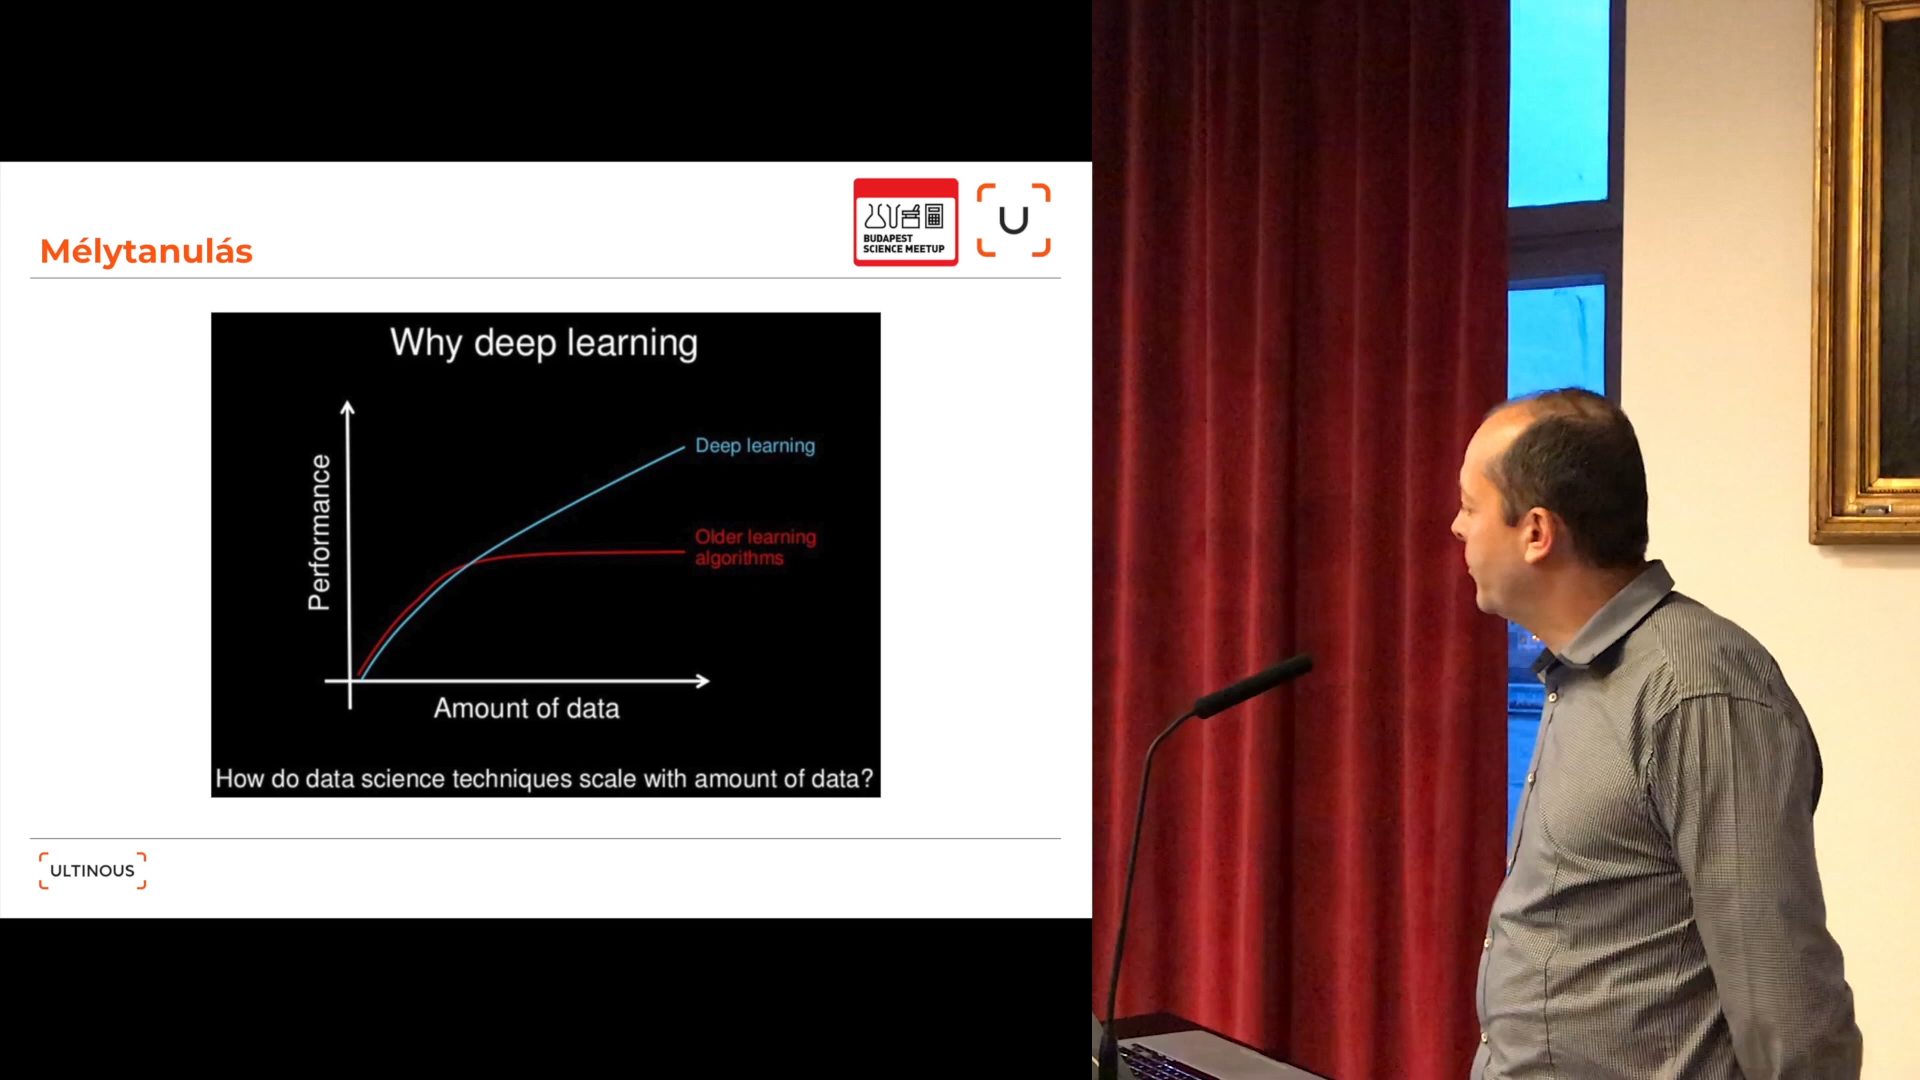 Mélytanulás
BUDAPEST
SCIENCE MEETUP
U
Why deep learning
Performance
Deep learning
Older learning
algorithms
Amount of data
How do data science techniques scale with amount of data?
ULTINOUS